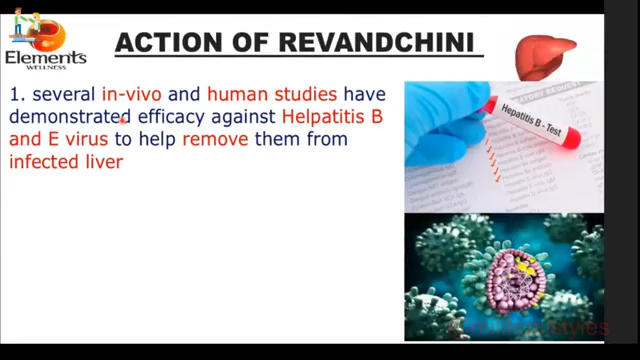 Elements
WELLNESS
ACTION OF REVANDCHINI
1. several in-vivo and human studies have
demonstrated efficacy against Helpatitis B
and E virus to help remove them from
infected liver
Hepatitis B - Test